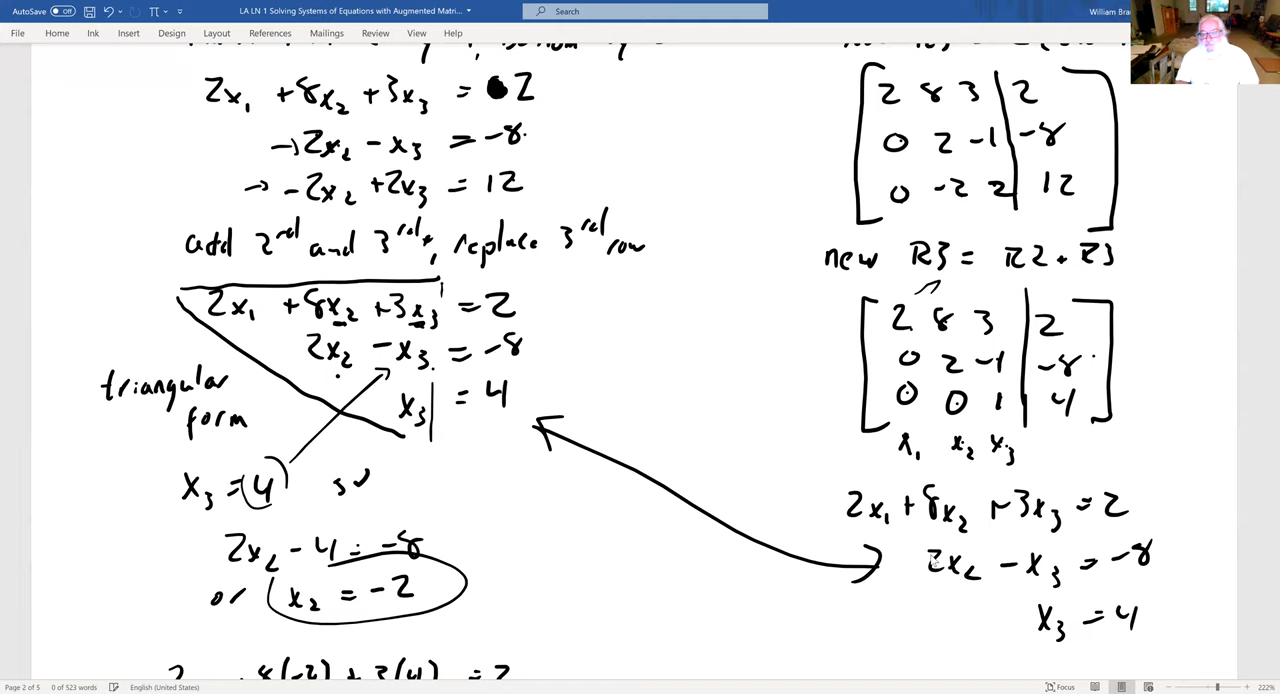 AutoSave Off LA LN 1 Solving Systems of Equations with Augmented Matri... Search William Bra
File Home Ink Insert Design Layout References Mailings Review View Help
2x₁ + 8x₂ + 3x₃ = 2
→ 2x₂ - x₃ = -8
→ -2x₂ + 2x₃ = 12
add 2nd and 3rd, replace 3rd row
2x₁ + 8x₂ + 3x₃ = 2
2x₂ - x₃ = -8
x₃ = 4
triangular
form
x₃ = 4 so
2x₂ - 4 = -8
or x₂ = -2
8(-2) + 3(4) = 2
2 8 3 | 2
0 2 -1 | -8
0 -2 2 | 12
new R3 = R2 + R3
2 8 3 | 2
0 2 -1 | -8
0 0 1 | 4
x₁ x₂ x₃
2x₁ + 8x₂ + 3x₃ = 2
2x₂ - x₃ = -8
x₃ = 4
Page 2 of 5 0 of 523 words English (United States) Focus 222%